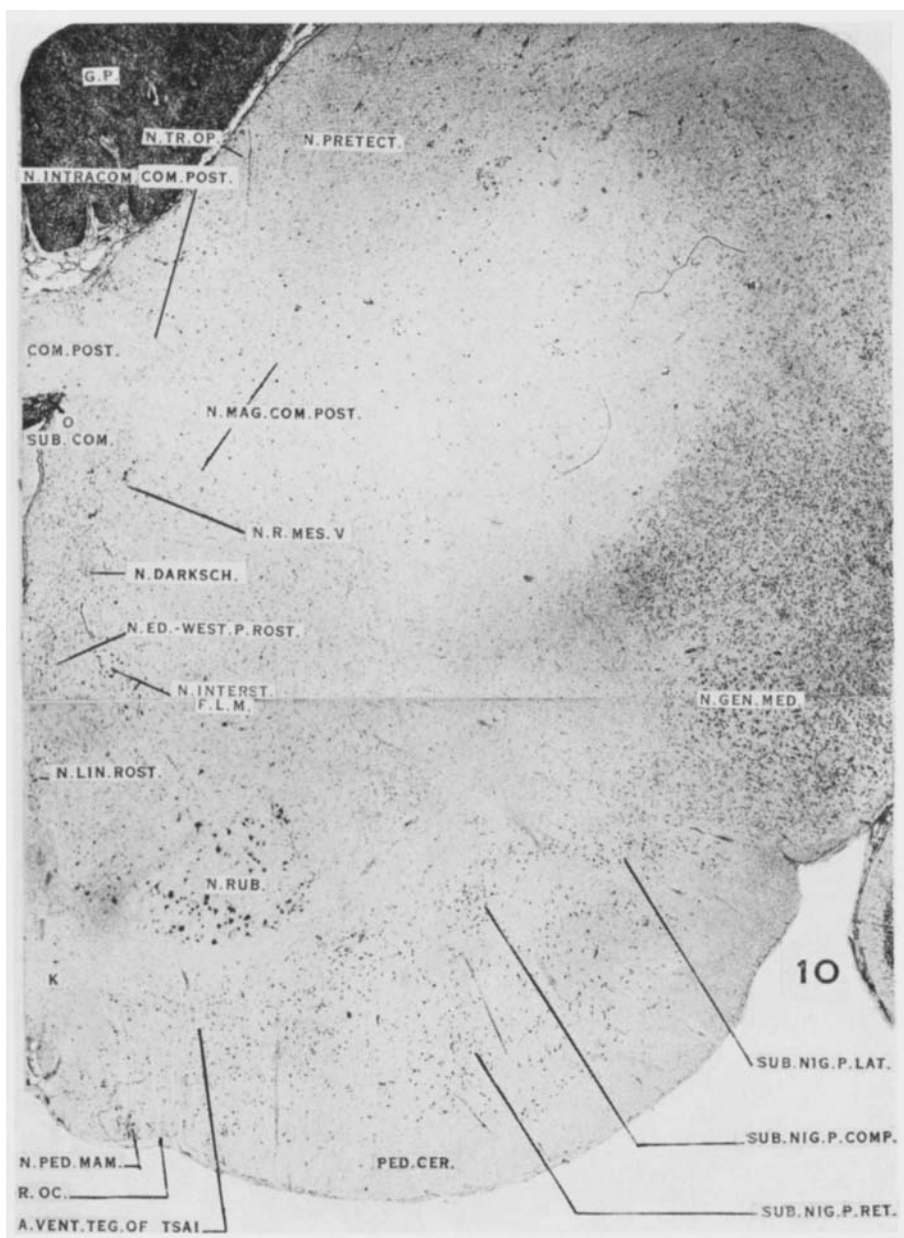 G.P.
N.TR.OP.
N.PRETECT.
N.INTRACOM.COM.POST.
COM.POST.
N.MAG.COM.POST.
SUB.COM.
N.R.MES.V
N.DARKSCH.
N.ED.-WEST.P.ROST.
N.INTERST.
F.L.M.
N.GEN.MED.
N.LIN.ROST.
N.RUB.
K
10
SUB.NIG.P.LAT.
SUB.NIG.P.COMP.
N.PED.MAM.
PED.CER.
R.OC.
SUB.NIG.P.RET.
A.VENT.TEG.OF TSAI